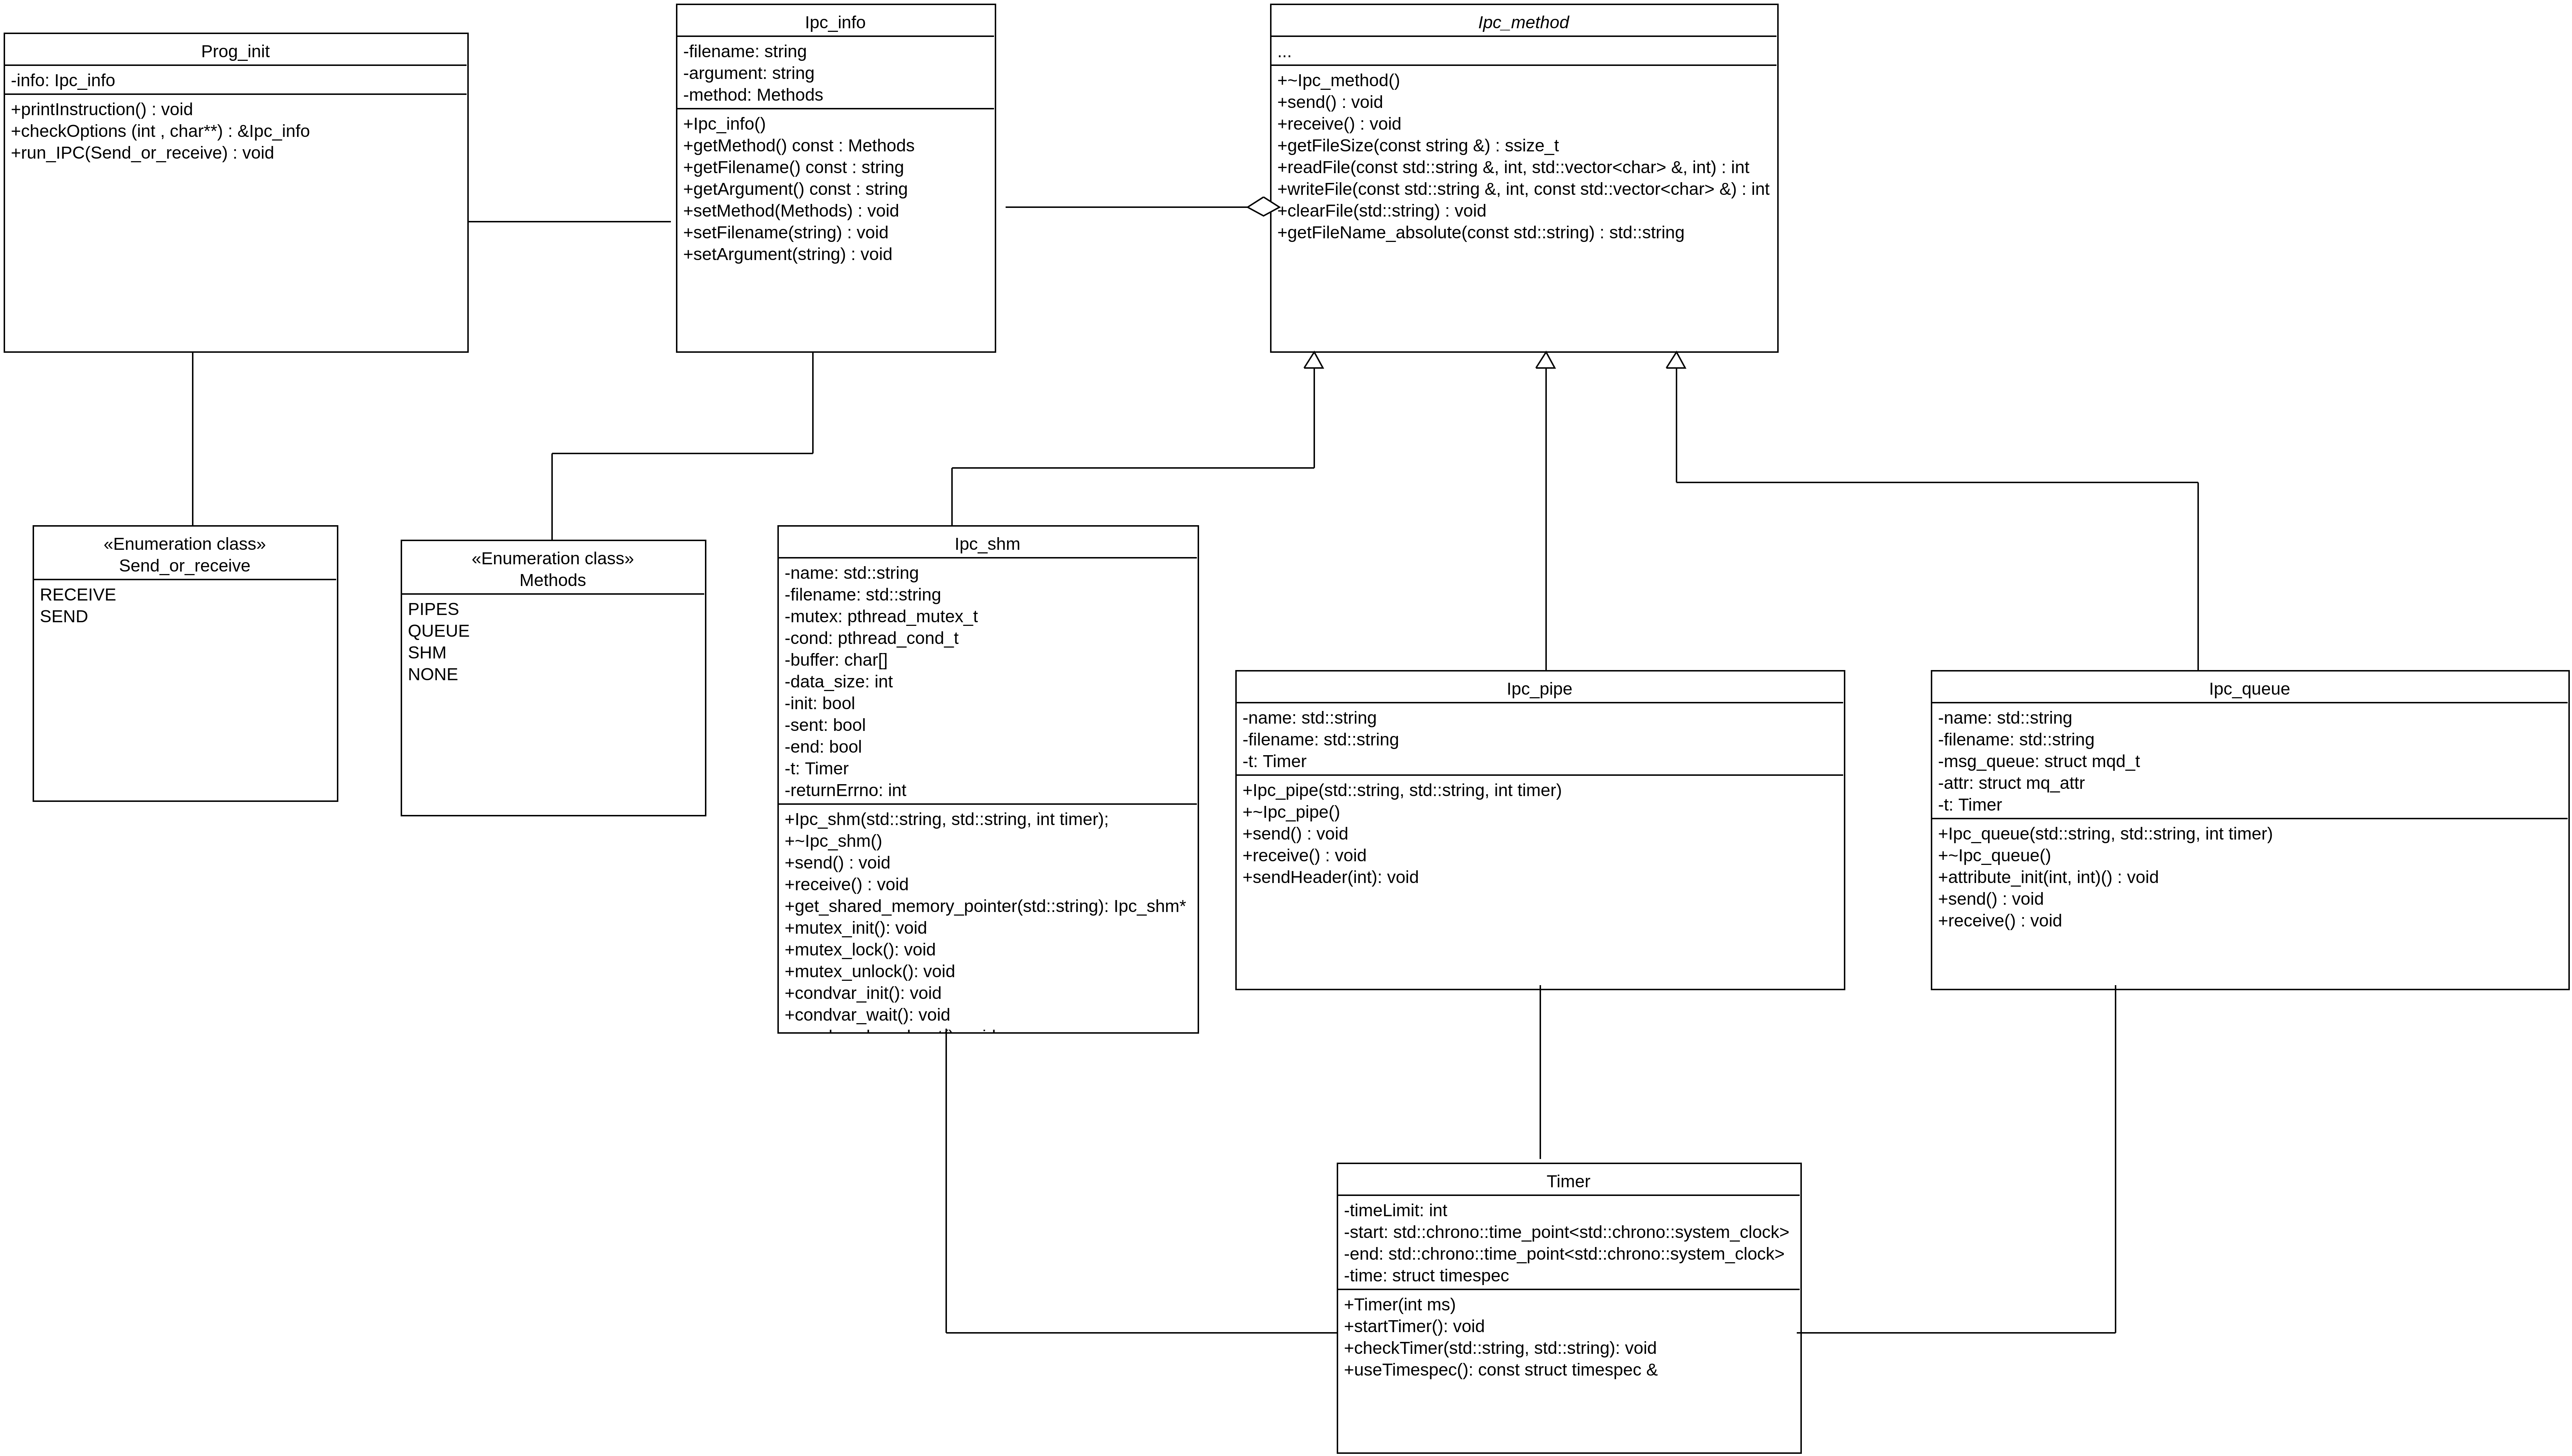 Prog_init
-info: Ipc_info
+printInstruction() : void
+checkOptions (int , char**) : &Ipc_info
+run_IPC(Send_or_receive) : void
Ipc_info
-filename: string
-argument: string
-method: Methods
+Ipc_info()
+getMethod() const : Methods
+getFilename() const : string
+getArgument() const : string
+setMethod(Methods) : void
+setFilename(string) : void
+setArgument(string) : void
Ipc_method
...
+~Ipc_method()
+send() : void
+receive() : void
+getFileSize(const string &) : ssize_t
+readFile(const std::string &, int, std::vector<char> &, int) : int
+writeFile(const std::string &, int, const std::vector<char> &) : int
+clearFile(std::string) : void
+getFileName_absolute(const std::string) : std::string
«Enumeration class»
Send_or_receive
RECEIVE
SEND
«Enumeration class»
Methods
PIPES
QUEUE
SHM
NONE
Ipc_shm
-name: std::string
-filename: std::string
-mutex: pthread_mutex_t
-cond: pthread_cond_t
-buffer: char[]
-data_size: int
-init: bool
-sent: bool
-end: bool
-t: Timer
-returnErrno: int
+Ipc_shm(std::string, std::string, int timer);
+~Ipc_shm()
+send() : void
+receive() : void
+get_shared_memory_pointer(std::string): Ipc_shm*
+mutex_init(): void
+mutex_lock(): void
+mutex_unlock(): void
+condvar_init(): void
+condvar_wait(): void
Ipc_pipe
-name: std::string
-filename: std::string
-t: Timer
+Ipc_pipe(std::string, std::string, int timer)
+~Ipc_pipe()
+send() : void
+receive() : void
+sendHeader(int): void
Ipc_queue
-name: std::string
-filename: std::string
-msg_queue: struct mqd_t
-attr: struct mq_attr
-t: Timer
+Ipc_queue(std::string, std::string, int timer)
+~Ipc_queue()
+attribute_init(int, int)() : void
+send() : void
+receive() : void
Timer
-timeLimit: int
-start: std::chrono::time_point<std::chrono::system_clock>
-end: std::chrono::time_point<std::chrono::system_clock>
-time: struct timespec
+Timer(int ms)
+startTimer(): void
+checkTimer(std::string, std::string): void
+useTimespec(): const struct timespec &